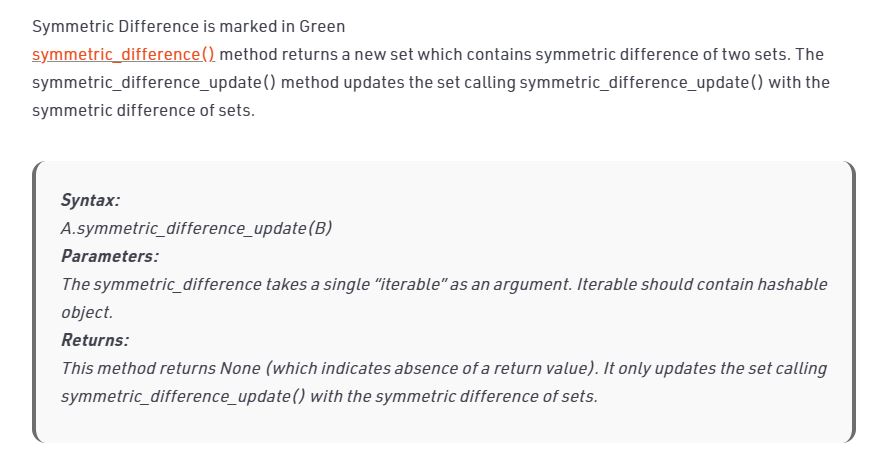 Symmetric Difference is marked in Green
symmetric_difference() method returns a new set which contains symmetric difference of two sets. The
symmetric_difference_update() method updates the set calling symmetric_difference_update() with the
symmetric difference of sets.
Syntax:
A.symmetric_difference_update(B)
Parameters:
The symmetric_difference takes a single “iterable” as an argument. Iterable should contain hashable
object.
Returns:
This method returns None (which indicates absence of a return value). It only updates the set calling
symmetric_difference_update() with the symmetric difference of sets.